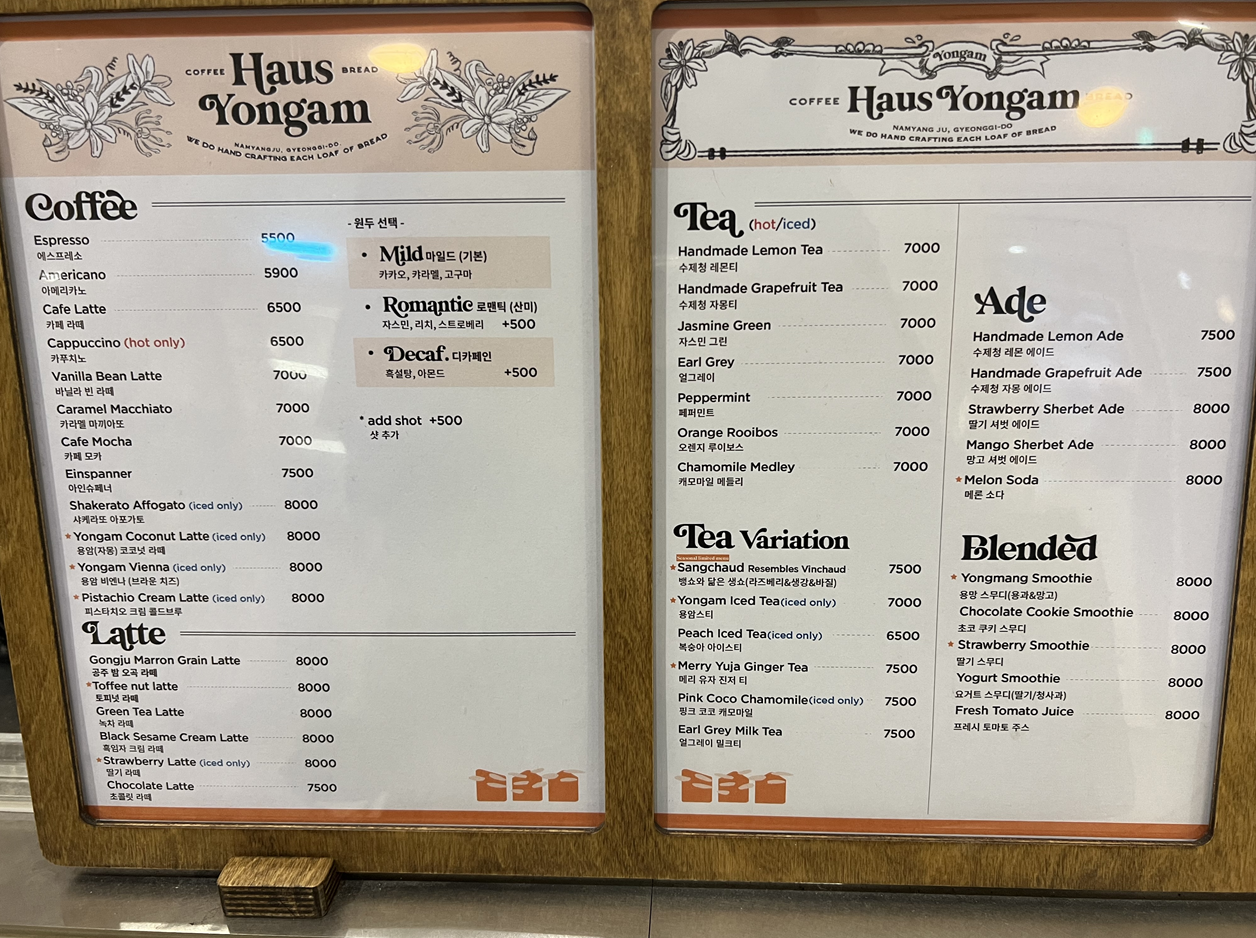 COFFEE Haus BREAD
Yongam
NAMYANGJU, GYEONGGI-DO
WE DO HAND CRAFTING EACH LOAF OF BREAD
Coffee
Espresso 5500
에스프레소
Americano 5900
아메리카노
Cafe Latte 6500
카페 라떼
Cappuccino (hot only) 6500
카푸치노
Vanilla Bean Latte 7000
바닐라 빈 라떼
Caramel Macchiato 7000
카라멜 마끼아또
Cafe Mocha 7000
카페 모카
Einspanner 7500
아인슈페너
Shakerato Affogato (iced only) 8000
샤케라또 아포가토
*Yongam Coconut Latte (iced only) 8000
용암(자몽) 코코넛 라떼
*Yongam Vienna (iced only) 8000
용암 비엔나 (브라운 치즈)
*Pistachio Cream Latte (iced only) 8000
피스타치오 크림 콜드브루
- 원두 선택 -
• Mild 마일드 (기본)
카카오, 캬라멜, 고구마
• Romantic 로맨틱 (산미)
자스민, 리치, 스트로베리 +500
• Decaf. 디카페인
흑설탕, 아몬드 +500
* add shot +500
샷 추가
Latte
Gongju Marron Grain Latte 8000
공주 밤 오곡 라떼
*Toffee nut latte 8000
토피넛 라떼
Green Tea Latte 8000
녹차 라떼
Black Sesame Cream Latte 8000
흑임자 크림 라떼
*Strawberry Latte (iced only) 8000
딸기 라떼
Chocolate Latte 7500
초콜릿 라떼
Yongam
COFFEE Haus Yongam BREAD
NAMYANG JU, GYEONGGI-DO
WE DO HAND CRAFTING EACH LOAF OF BREAD
Tea (hot/iced)
Handmade Lemon Tea 7000
수제청 레몬티
Handmade Grapefruit Tea 7000
수제청 자몽티
Jasmine Green 7000
자스민 그린
Earl Grey 7000
얼그레이
Peppermint 7000
페퍼민트
Orange Rooibos 7000
오렌지 루이보스
Chamomile Medley 7000
캐모마일 메들리
Tea Variation
Seasonal limited menu
*Sangchaud Resembles Vinchaud 7500
뱅쇼와 닮은 생쇼(라즈베리&생강&바질)
*Yongam Iced Tea(iced only) 7000
용암스티
Peach Iced Tea(iced only) 6500
복숭아 아이스티
*Merry Yuja Ginger Tea 7500
메리 유자 진저 티
Pink Coco Chamomile(iced only) 7500
핑크 코코 캐모마일
Earl Grey Milk Tea 7500
얼그레이 밀크티
Ade
Handmade Lemon Ade 7500
수제청 레몬 에이드
Handmade Grapefruit Ade 7500
수제청 자몽 에이드
Strawberry Sherbet Ade 8000
딸기 셔벗 에이드
Mango Sherbet Ade 8000
망고 셔벗 에이드
*Melon Soda 8000
메론 소다
Blended
*Yongmang Smoothie 8000
용망 스무디(용과&망고)
Chocolate Cookie Smoothie 8000
초코 쿠키 스무디
*Strawberry Smoothie 8000
딸기 스무디
Yogurt Smoothie 8000
요거트 스무디(딸기/청사과)
Fresh Tomato Juice 8000
프레시 토마토 주스